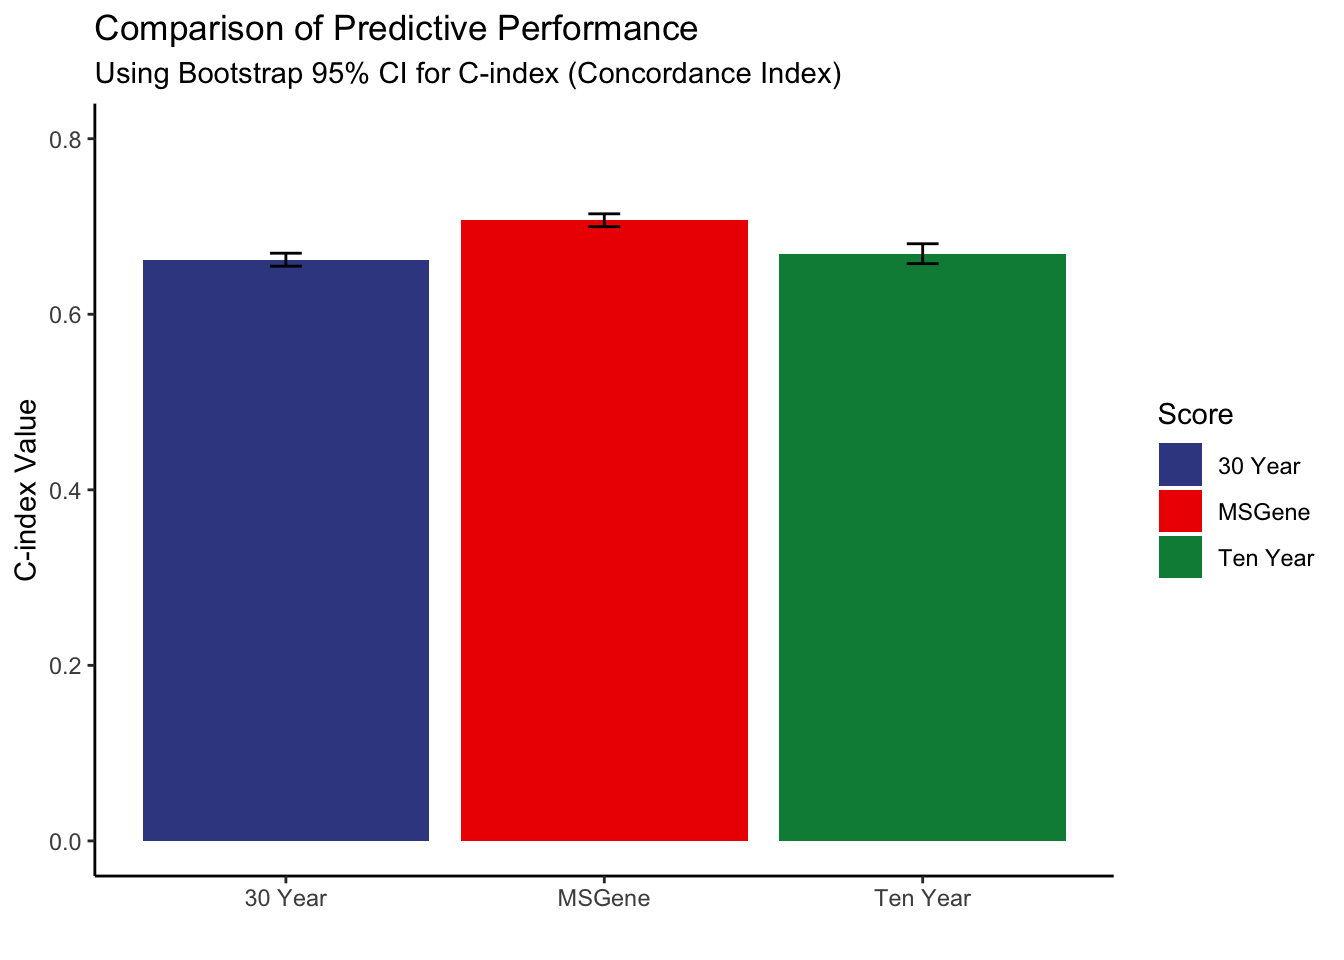 Comparison of Predictive Performance
Using Bootstrap 95% CI for C-index (Concordance Index)
C-index Value
0.8
0.6
0.4
0.2
0.0
30 Year
MSGene
Ten Year
Score
30 Year
MSGene
Ten Year